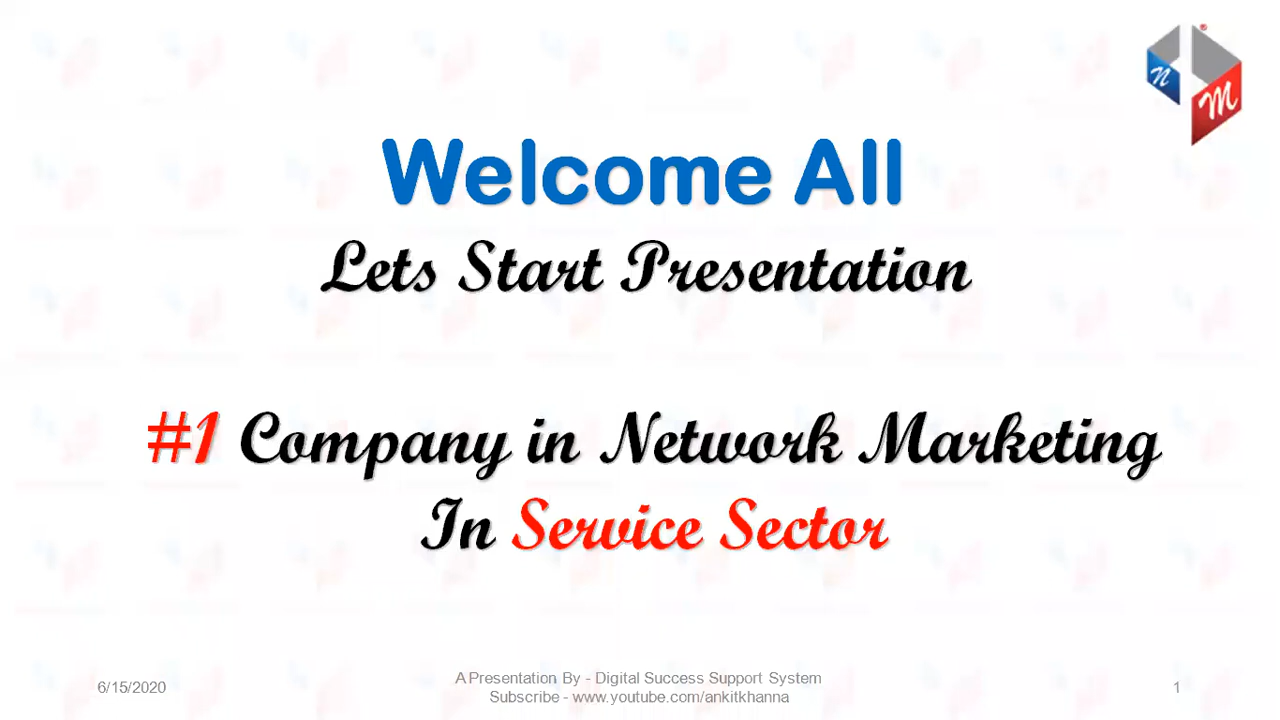 n
m
Welcome All
Lets Start Presentation
#1 Company in Network Marketing
In Service Sector
6/15/2020
A Presentation By - Digital Success Support System
Subscribe - www.youtube.com/ankitkhanna
1